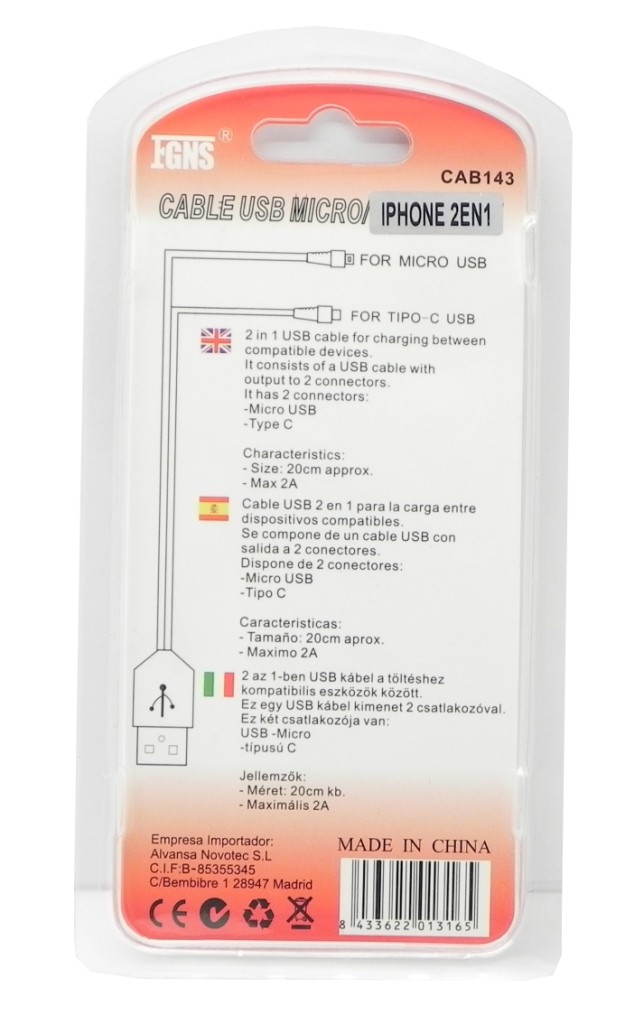 FGNS®
CAB143
CABLE USB MICRO/ IPHONE 2EN1
FOR MICRO USB
FOR TIPO-C USB
2 in 1 USB cable for charging between
compatible devices.
It consists of a USB cable with
output to 2 connectors.
It has 2 connectors:
-Micro USB
-Type C
Characteristics:
- Size: 20cm approx.
- Max 2A
Cable USB 2 en 1 para la carga entre
dispositivos compatibles.
Se compone de un cable USB con
salida a 2 conectores.
Dispone de 2 conectores:
-Micro USB
-Tipo C
Caracteristicas:
- Tamaño: 20cm aprox.
- Maximo 2A
2 az 1-ben USB kábel a töltéshez
kompatibilis eszközök között.
Ez egy USB kábel kimenet 2 csatlakozóval.
Ez két csatlakozója van:
USB -Micro
-típusú C
Jellemzők:
- Méret: 20cm kb.
- Maximális 2A
Empresa Importador:
Alvansa Novotec S.L
C.I.F:B-85355345
C/Bembibre 1 28947 Madrid
MADE IN CHINA
CE
8 433622 013165